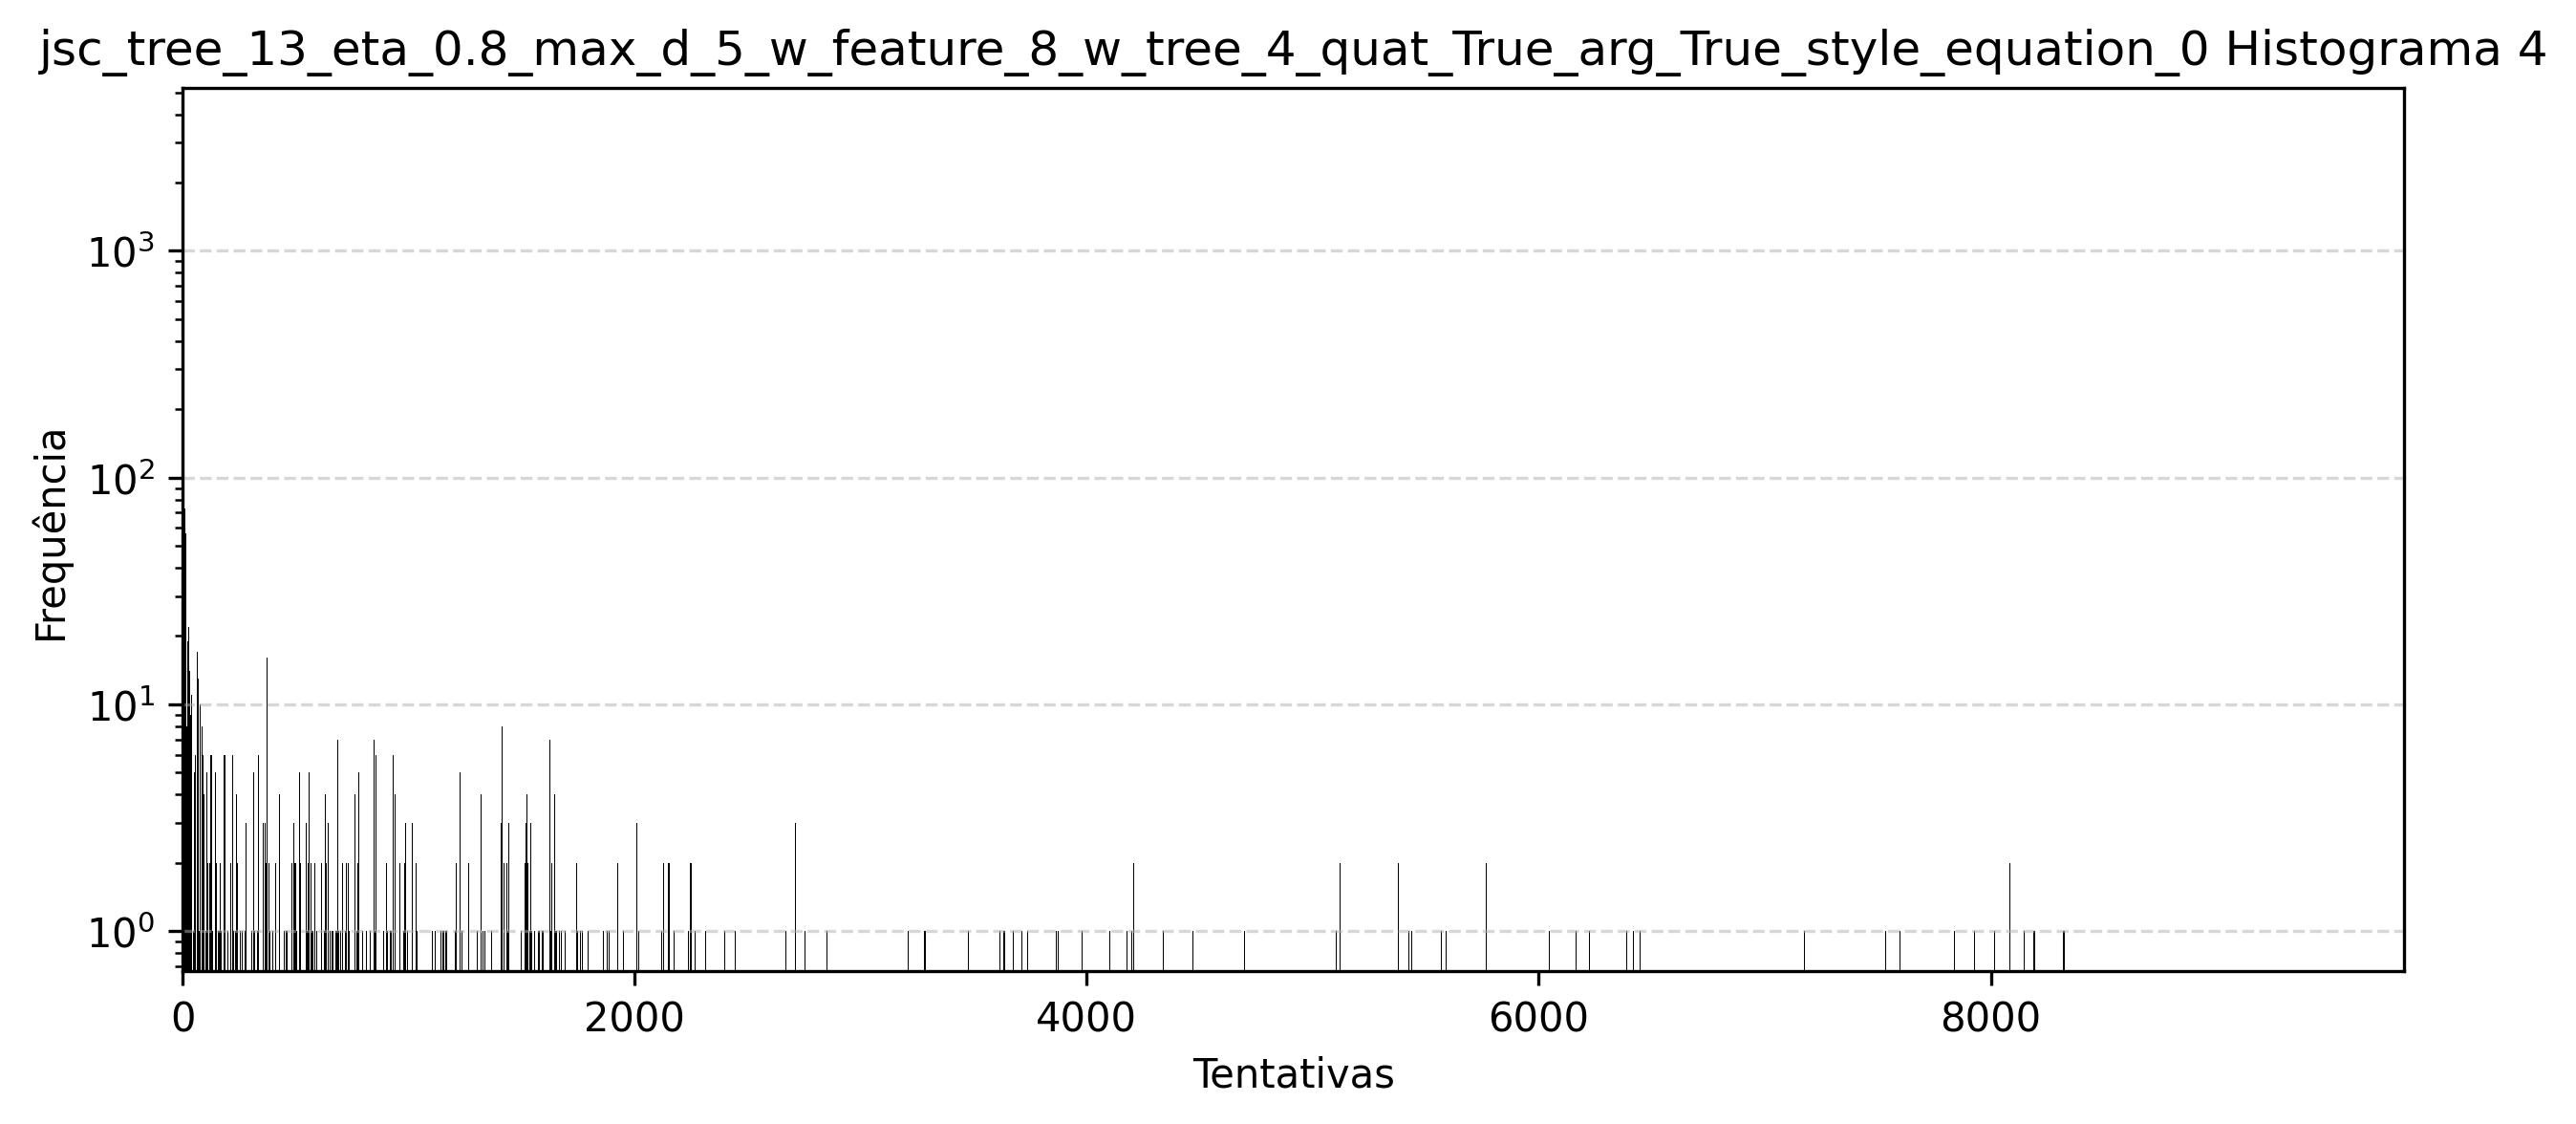 jsc_tree_13_eta_0.8_max_d_5_w_feature_8_w_tree_4_quat_True_arg_True_style_equation_0 Histograma 4
10³
10²
10¹
10⁰
Frequência
0 2000 4000 6000 8000
Tentativas